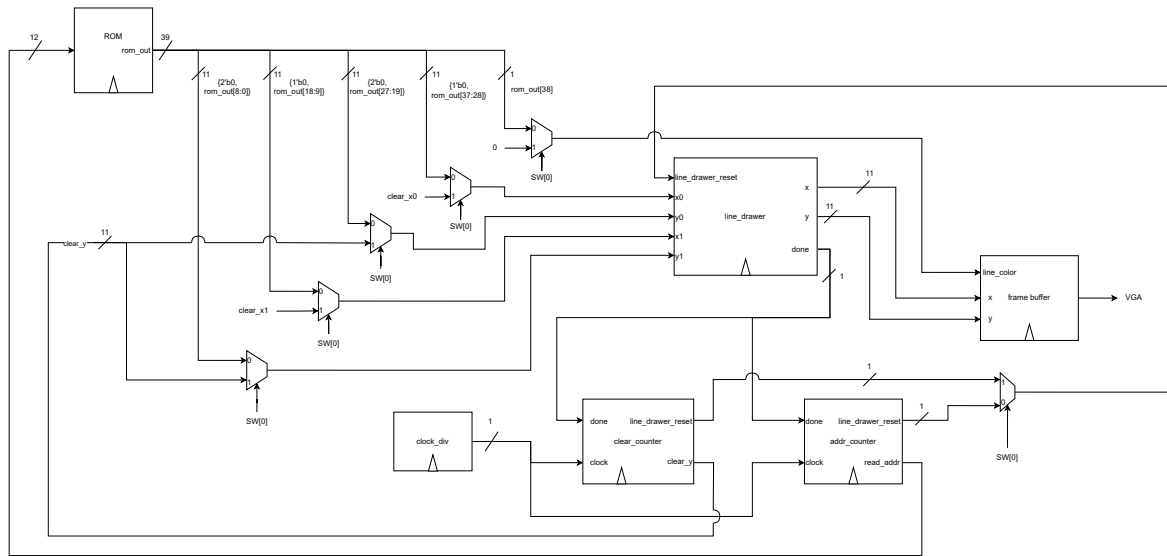 12
ROM
rom_out
39
11
{2'b0,
rom_out[8:0]}
11
{1'b0,
rom_out[18:9]}
11
{2'b0,
rom_out[27:19]}
11
{1'b0,
rom_out[37:28]}
1
rom_out[38]
0
1
0
SW[0]
0
1
clear_x0
SW[0]
0
1
SW[0]
clear_y
11
0
1
clear_x1
SW[0]
0
1
SW[0]
line_drawer_reset
x0
y0
x1
y1
line_drawer
x
y
done
11
11
1
line_color
x
y
frame buffer
VGA
clock_div
1
done
line_drawer_reset
clear_counter
clock
clear_y
1
done
line_drawer_reset
addr_counter
clock
read_addr
1
1
0
SW[0]